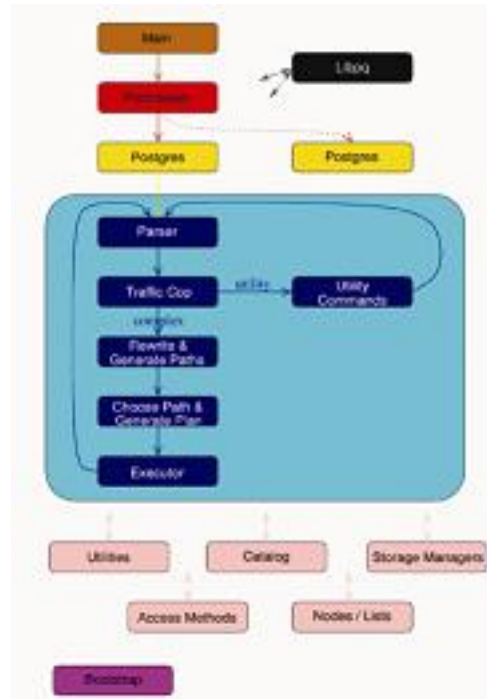 Main
Libpq
Postmaster
Postgres
Postgres
Parser
Traffic Cop
utility
Utility
Commands
complex
Rewrite &
Generate Paths
Choose Path &
Generate Plan
Executor
Utilities
Catalog
Storage Managers
Access Methods
Nodes / Lists
Bootstrap